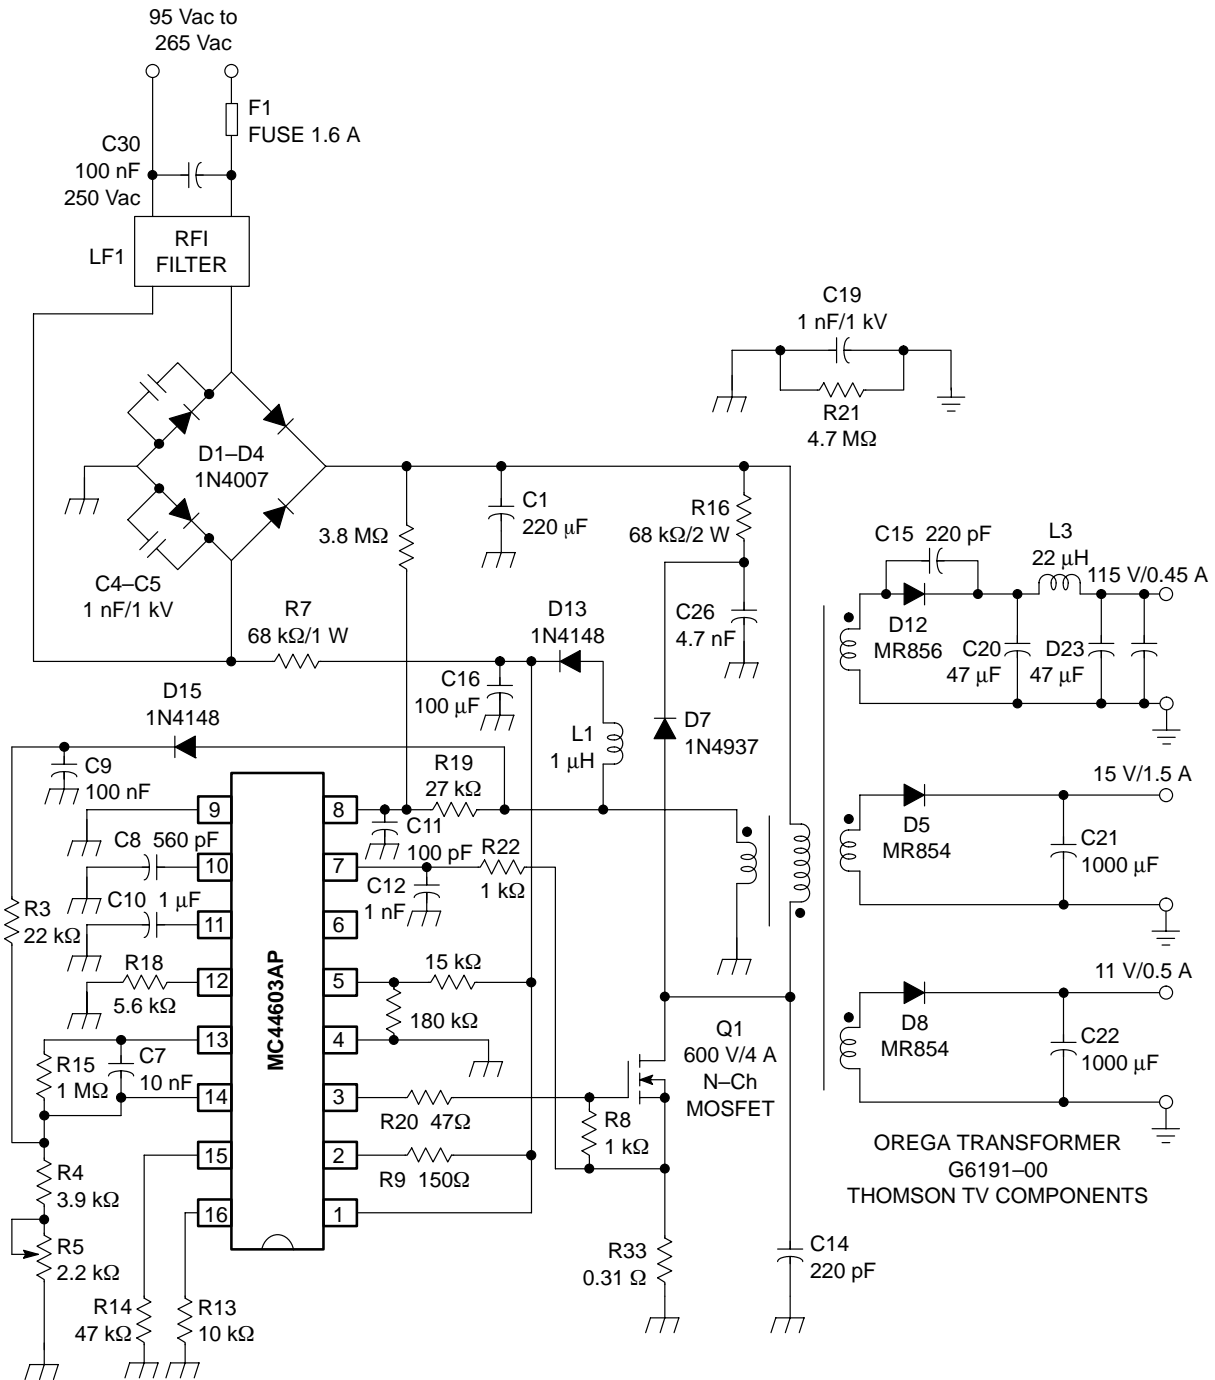 95 Vac to
265 Vac
F1
FUSE 1.6 A
C30
100 nF
250 Vac
LF1
RFI
FILTER
C19
1 nF/1 kV
R21
4.7 MΩ
D1–D4
1N4007
C4–C5
1 nF/1 kV
3.8 MΩ
C1
220 µF
R16
68 kΩ/2 W
C26
4.7 nF
R7
68 kΩ/1 W
D13
1N4148
C16
100 µF
L1
1 µH
D7
1N4937
C15 220 pF
L3
22 µH
115 V/0.45 A
D12
MR856
C20
47 µF
D23
47 µF
D15
1N4148
C9
100 nF
R19
27 kΩ
C11
100 pF
R22
1 kΩ
C12
1 nF
15 V/1.5 A
D5
MR854
C21
1000 µF
C8 560 pF
C10 1 µF
R3
22 kΩ
R18
5.6 kΩ
C7
10 nF
R15
1 MΩ
9
10
11
12
13
14
15
16
MC44603AP
8
7
6
5
4
3
2
1
15 kΩ
180 kΩ
R20 47Ω
R9 150Ω
R8
1 kΩ
Q1
600 V/4 A
N–Ch
MOSFET
11 V/0.5 A
D8
MR854
C22
1000 µF
OREGA TRANSFORMER
G6191–00
THOMSON TV COMPONENTS
R4
3.9 kΩ
R5
2.2 kΩ
R14
47 kΩ
R13
10 kΩ
R33
0.31 Ω
C14
220 pF